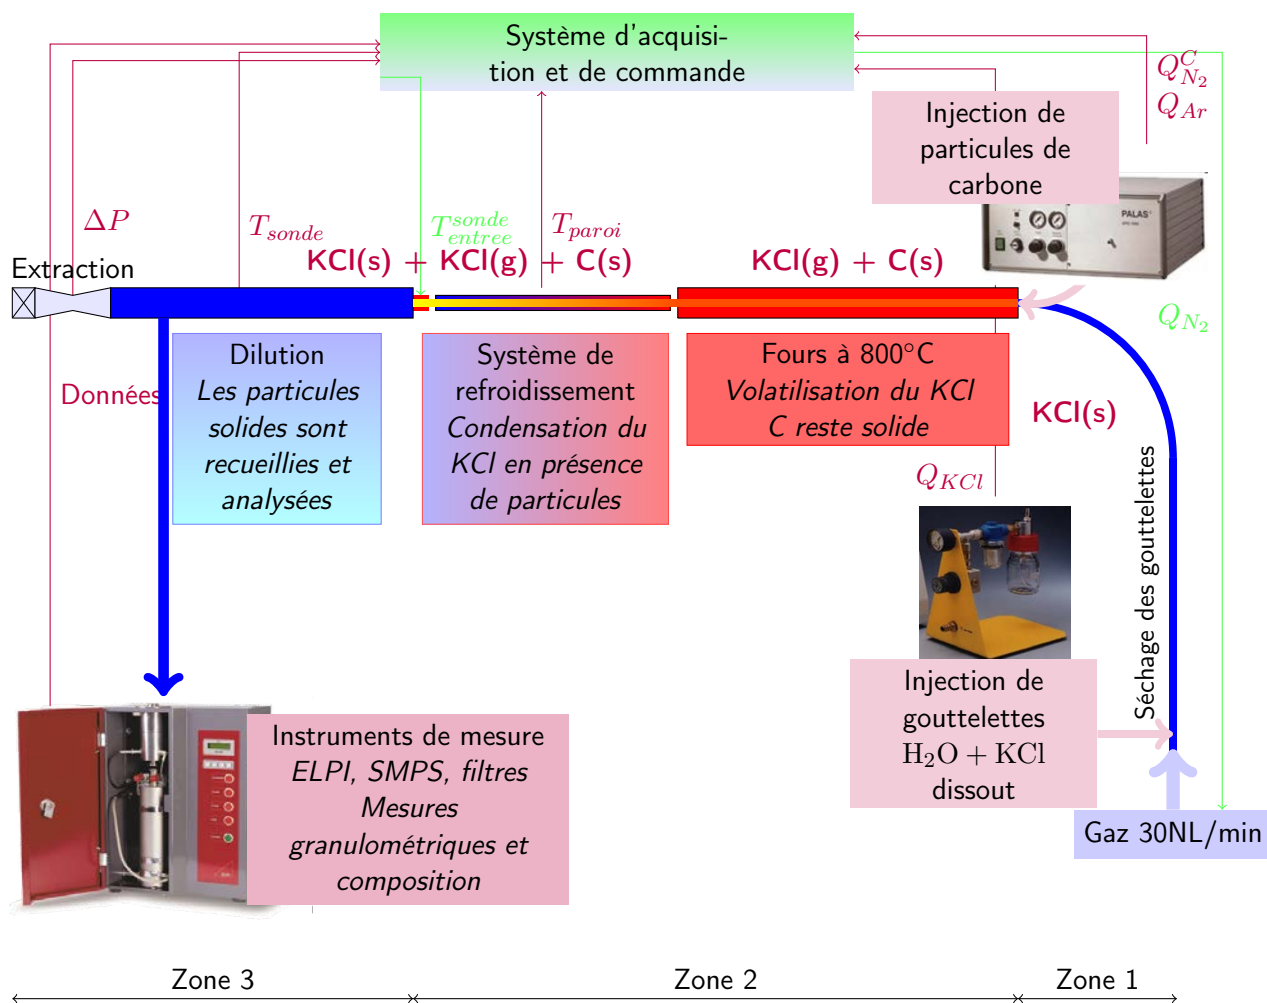 Système d'acquisi-
tion et de commande
Q_{N_2}^C
Q_{Ar}
Injection de
particules de
carbone
PALAS
ΔP
T_{sonde}
T_{entree}^{sonde}
T_{paroi}
Extraction
KCl(s) + KCl(g) + C(s)
KCl(g) + C(s)
Q_{N_2}
Dilution
Les particules
solides sont
recueillies et
analysées
Système de
refroidissement
Condensation du
KCl en présence
de particules
Fours à 800°C
Volatilisation du KCl
C reste solide
Données
KCl(s)
Q_{KCl}
Séchage des gouttelettes
Injection de
gouttelettes
H₂O + KCl
dissout
Instruments de mesure
ELPI, SMPS, filtres
Mesures
granulométriques et
composition
Gaz 30NL/min
Zone 3
Zone 2
Zone 1